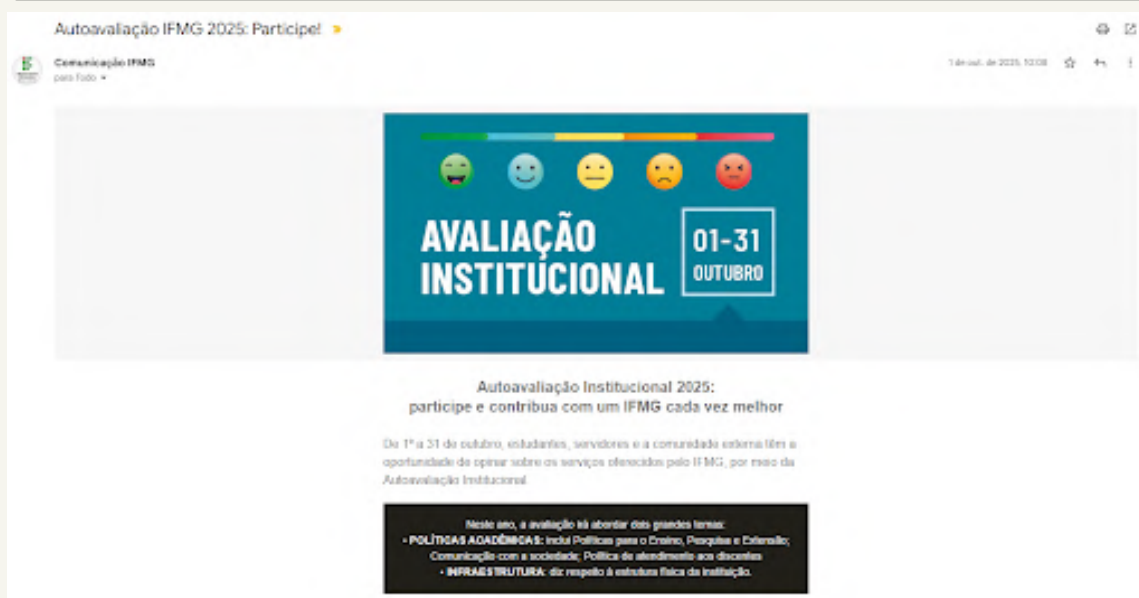 Autoavaliação IFMG 2025: Participe!
Comunicação IFMG
para Todo
1 de out. de 2025, 10:08
AVALIAÇÃO
INSTITUCIONAL
01-31
OUTUBRO
Autoavaliação Institucional 2025:
participe e contribua com um IFMG cada vez melhor
De 1º a 31 de outubro, estudantes, servidores e a comunidade externa têm a
oportunidade de opinar sobre os serviços oferecidos pelo IFMG, por meio da
Autoavaliação Institucional
Neste ano, a avaliação irá abordar dois grandes temas:
• POLÍTICAS ACADÊMICAS: inclui Políticas para o Ensino, Pesquisa e Extensão;
Comunicação com a sociedade; Política de atendimento aos discentes
• INFRAESTRUTURA: diz respeito à estrutura física da instituição.